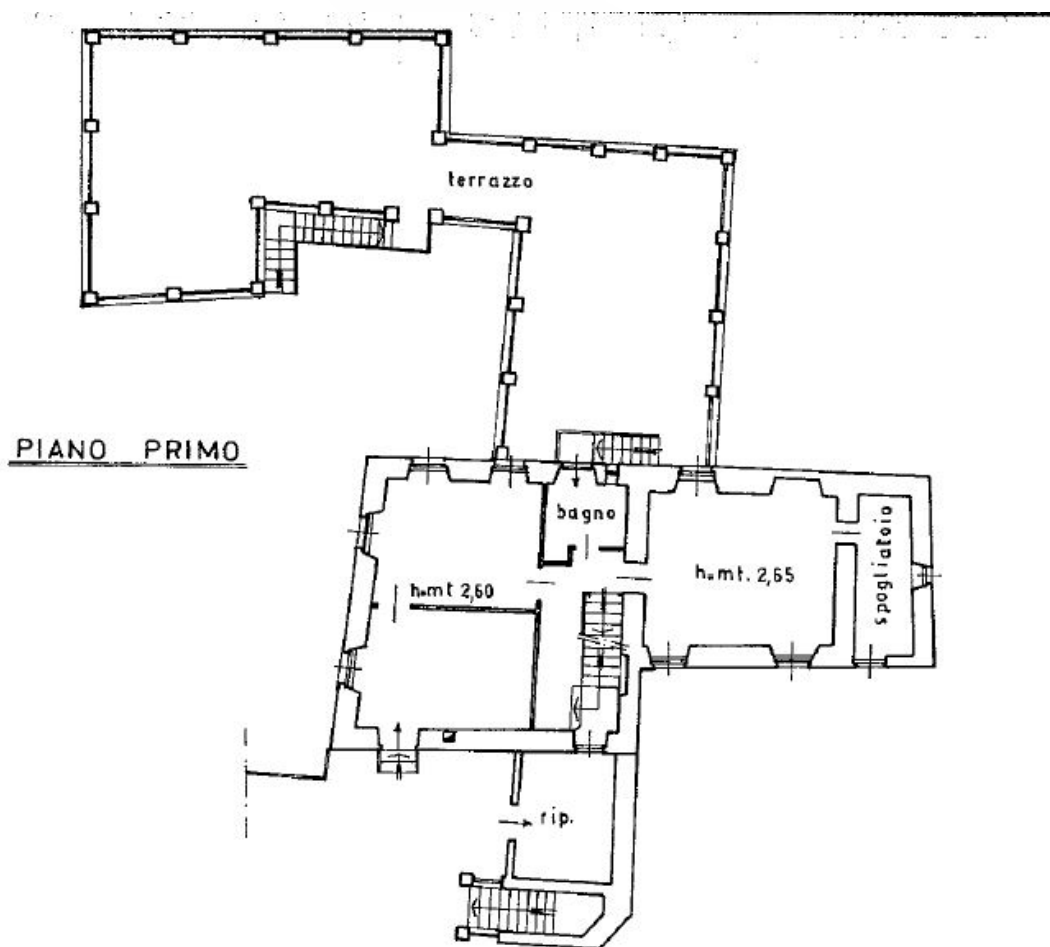 terrazzo
PIANO PRIMO
bagno
h=mt 2,60
h=mt. 2,65
spogliatoio
rip.